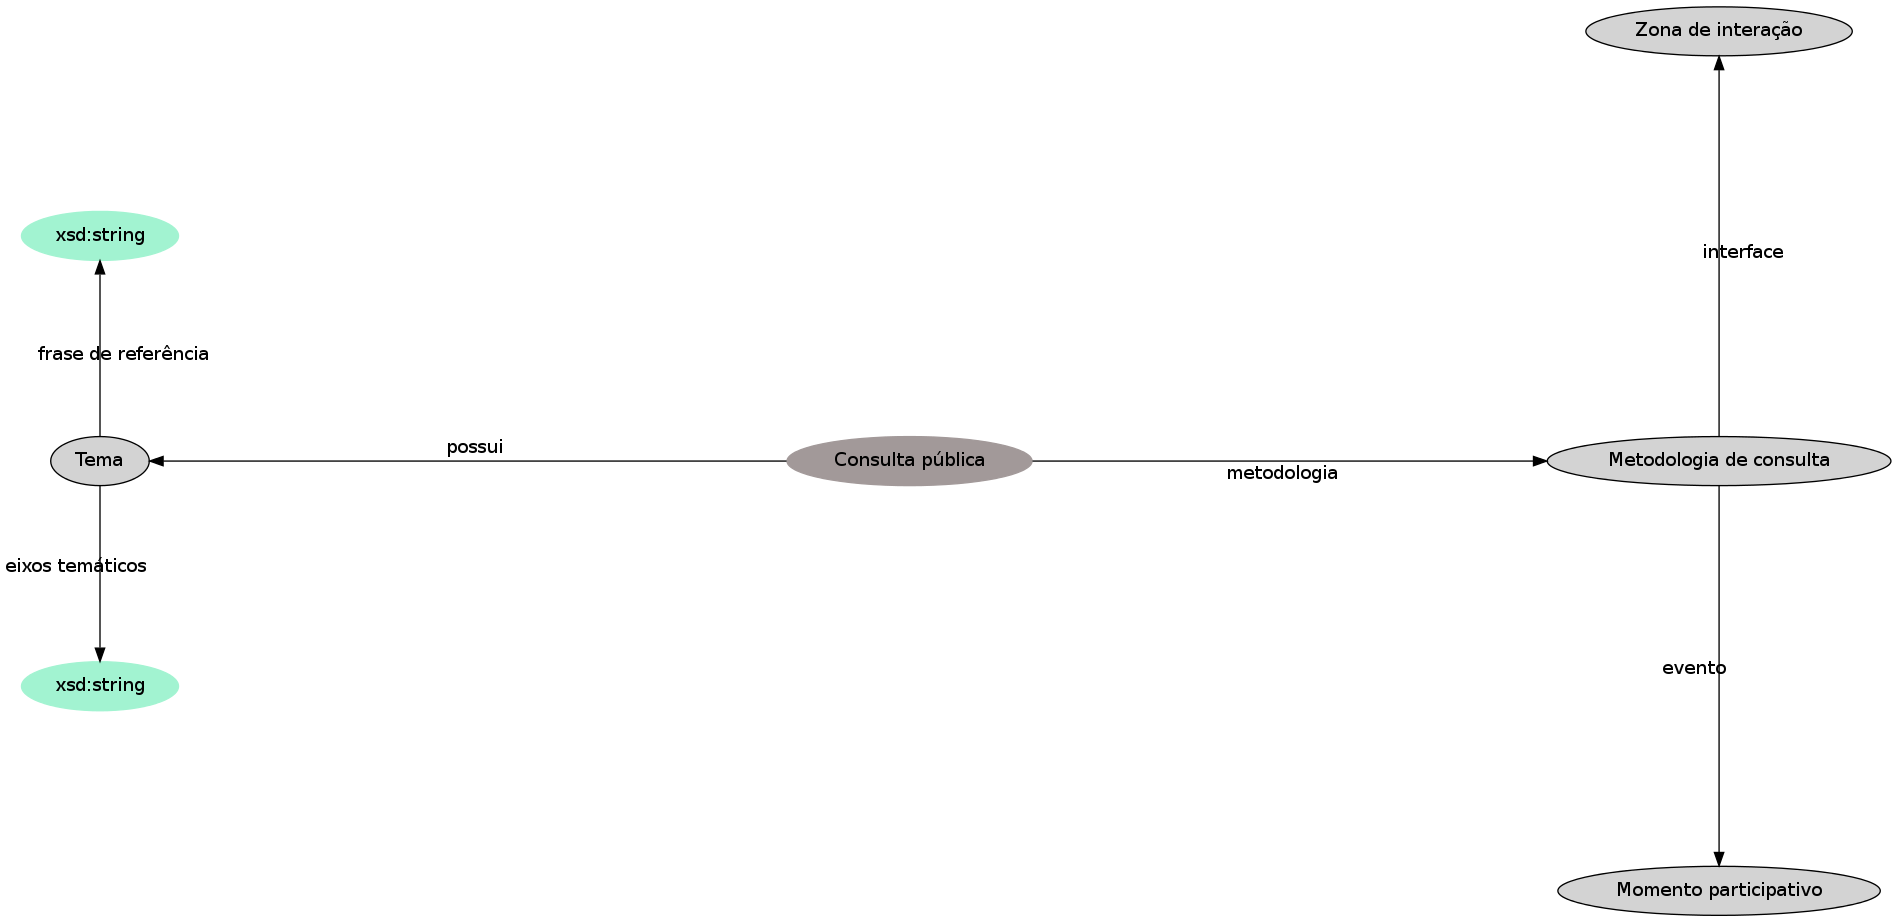 Zona de interação
xsd:string
interface
frase de referência
possui
Tema
Consulta pública
metodologia
Metodologia de consulta
eixos temáticos
evento
xsd:string
Momento participativo